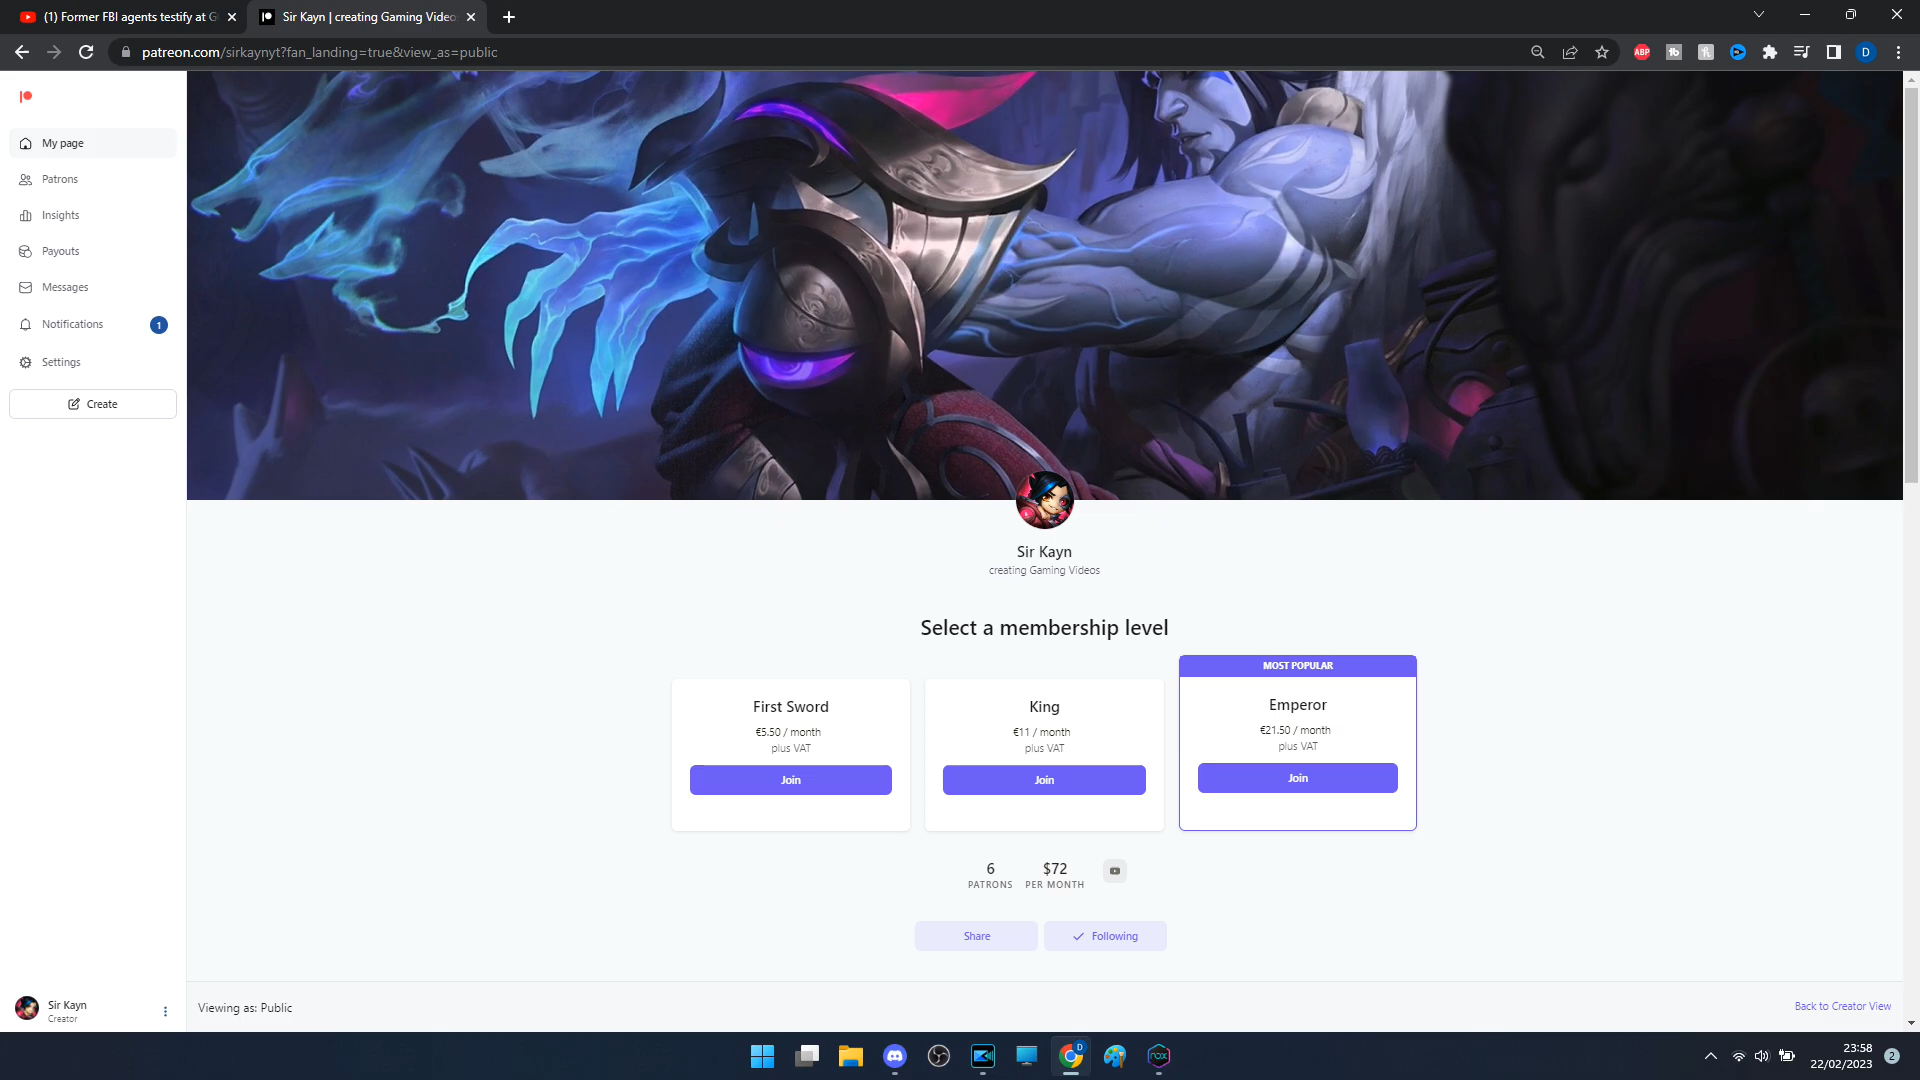 (1) Former FBI agents testify at G
Sir Kayn | creating Gaming Video
patreon.com/sirkaynyt?fan_landing=true&view_as=public
ABP
D
My page
Patrons
Insights
Payouts
Messages
Notifications
1
Settings
Create
Sir Kayn
creating Gaming Videos
Select a membership level
MOST POPULAR
First Sword
€5.50 / month
plus VAT
Join
King
€11 / month
plus VAT
Join
Emperor
€21.50 / month
plus VAT
Join
6
PATRONS
$72
PER MONTH
Share
Following
Sir Kayn
Creator
Viewing as: Public
Back to Creator View
D
nox
23:58
22/02/2023
2